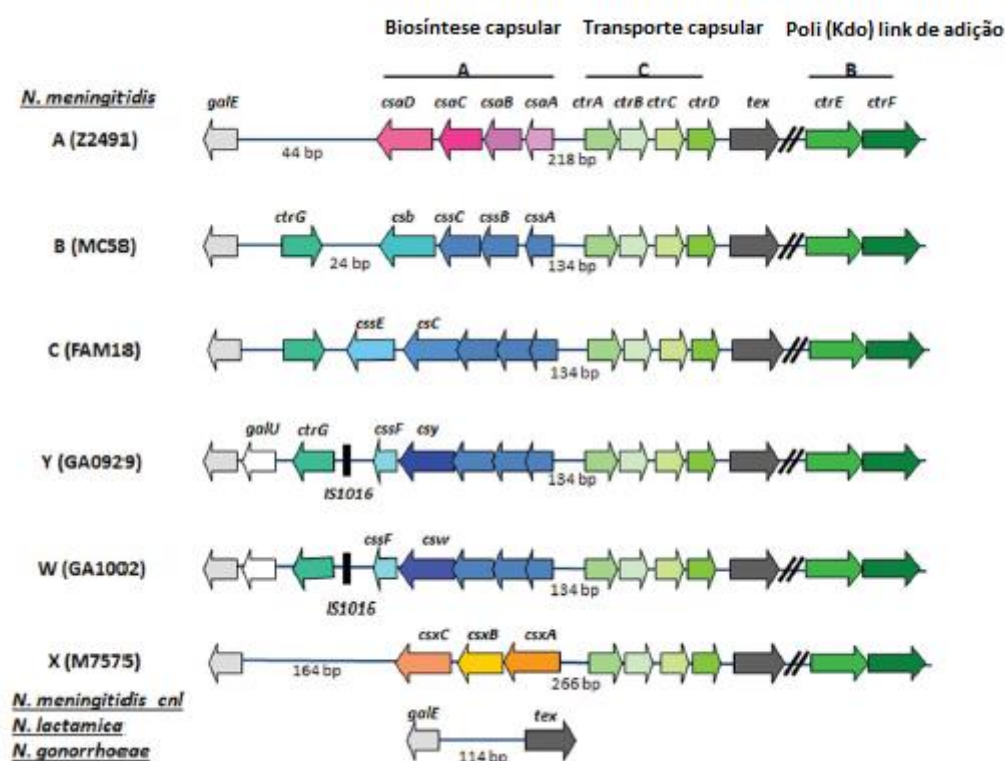 Biosíntese capsular Transporte capsular Poli (Kdo) link de adição
A C B
N. meningitidis galE csaD csaC csaB csaA ctrA ctrB ctrC ctrD tex ctrE ctrF
A (Z2491)
44 bp 218 bp
ctrG csb cssC cssB cssA
B (MC58)
24 bp 134 bp
cssE csC
C (FAM18)
134 bp
galU ctrG cssF csy
Y (GA0929)
134 bp
IS1016
cssF csw
W (GA1002)
134 bp
IS1016
csxC csxB csxA
X (M7575)
164 bp 266 bp
N. meningitidis cnl
galE tex
N. lactamica
N. gonorrhoeae
114 bp